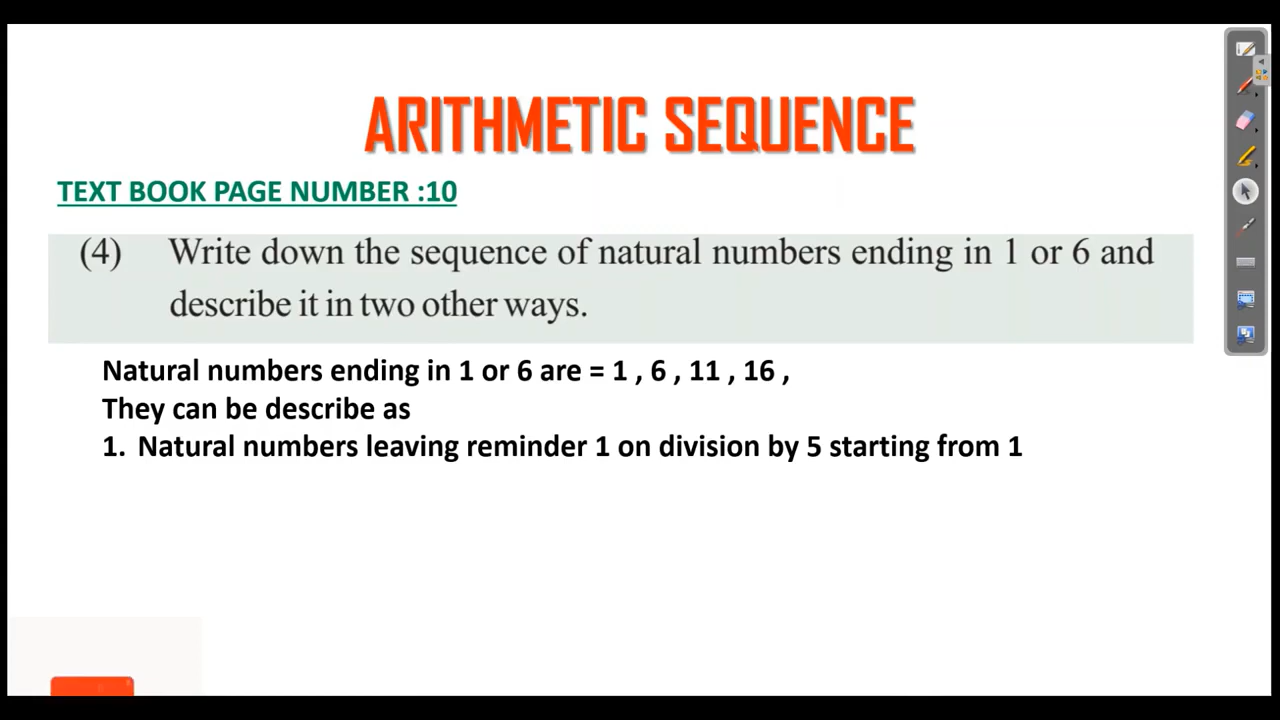 ARITHMETIC SEQUENCE
TEXT BOOK PAGE NUMBER :10
(4) Write down the sequence of natural numbers ending in 1 or 6 and
describe it in two other ways.
Natural numbers ending in 1 or 6 are = 1 , 6 , 11 , 16 ,
They can be describe as
1. Natural numbers leaving reminder 1 on division by 5 starting from 1